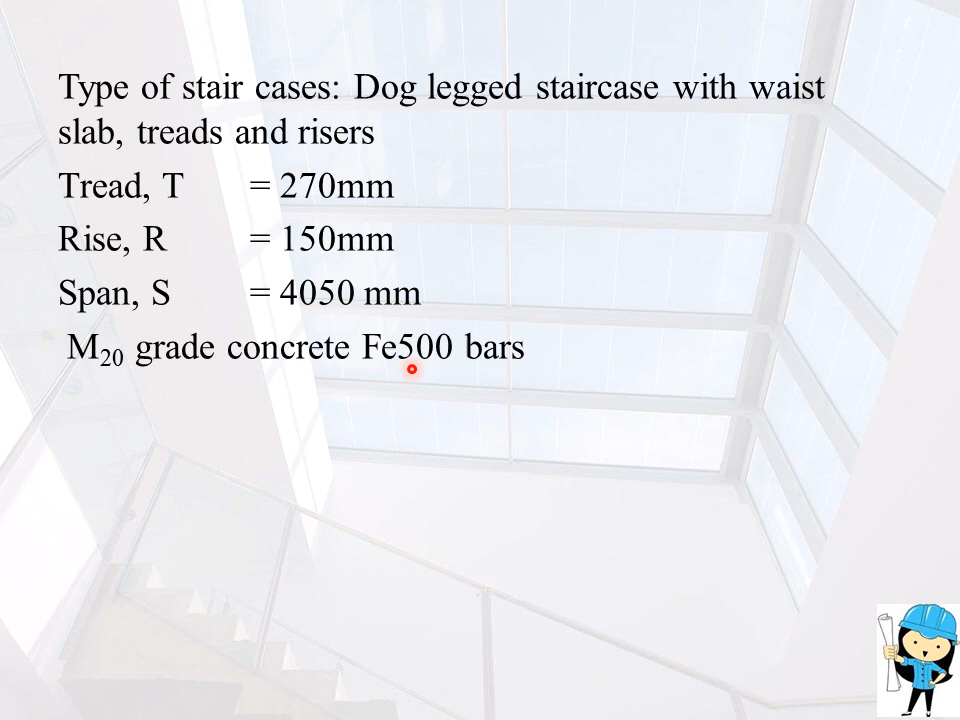 Type of stair cases: Dog legged staircase with waist
slab, treads and risers
Tread, T = 270mm
Rise, R = 150mm
Span, S = 4050 mm
M₂₀ grade concrete Fe500 bars